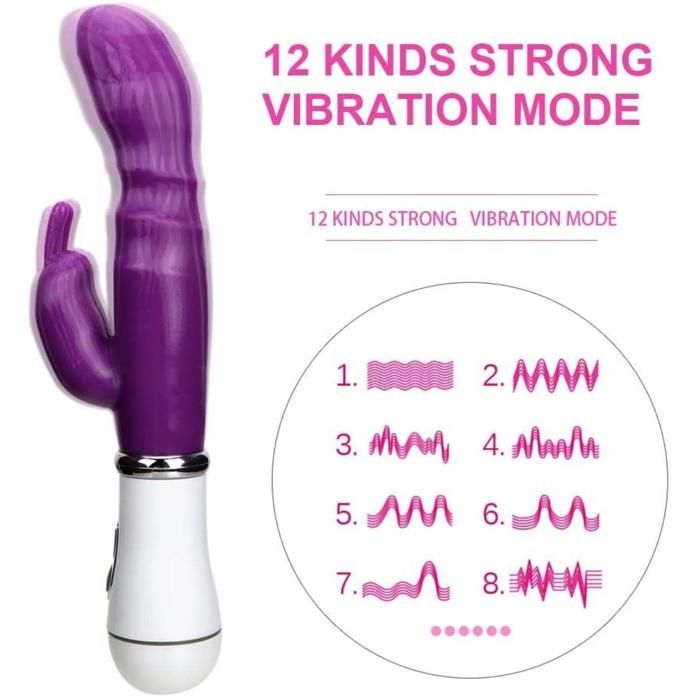 12 KINDS STRONG
VIBRATION MODE
12 KINDS STRONG VIBRATION MODE
1. 2.
3. 4.
5. 6.
7. 8.